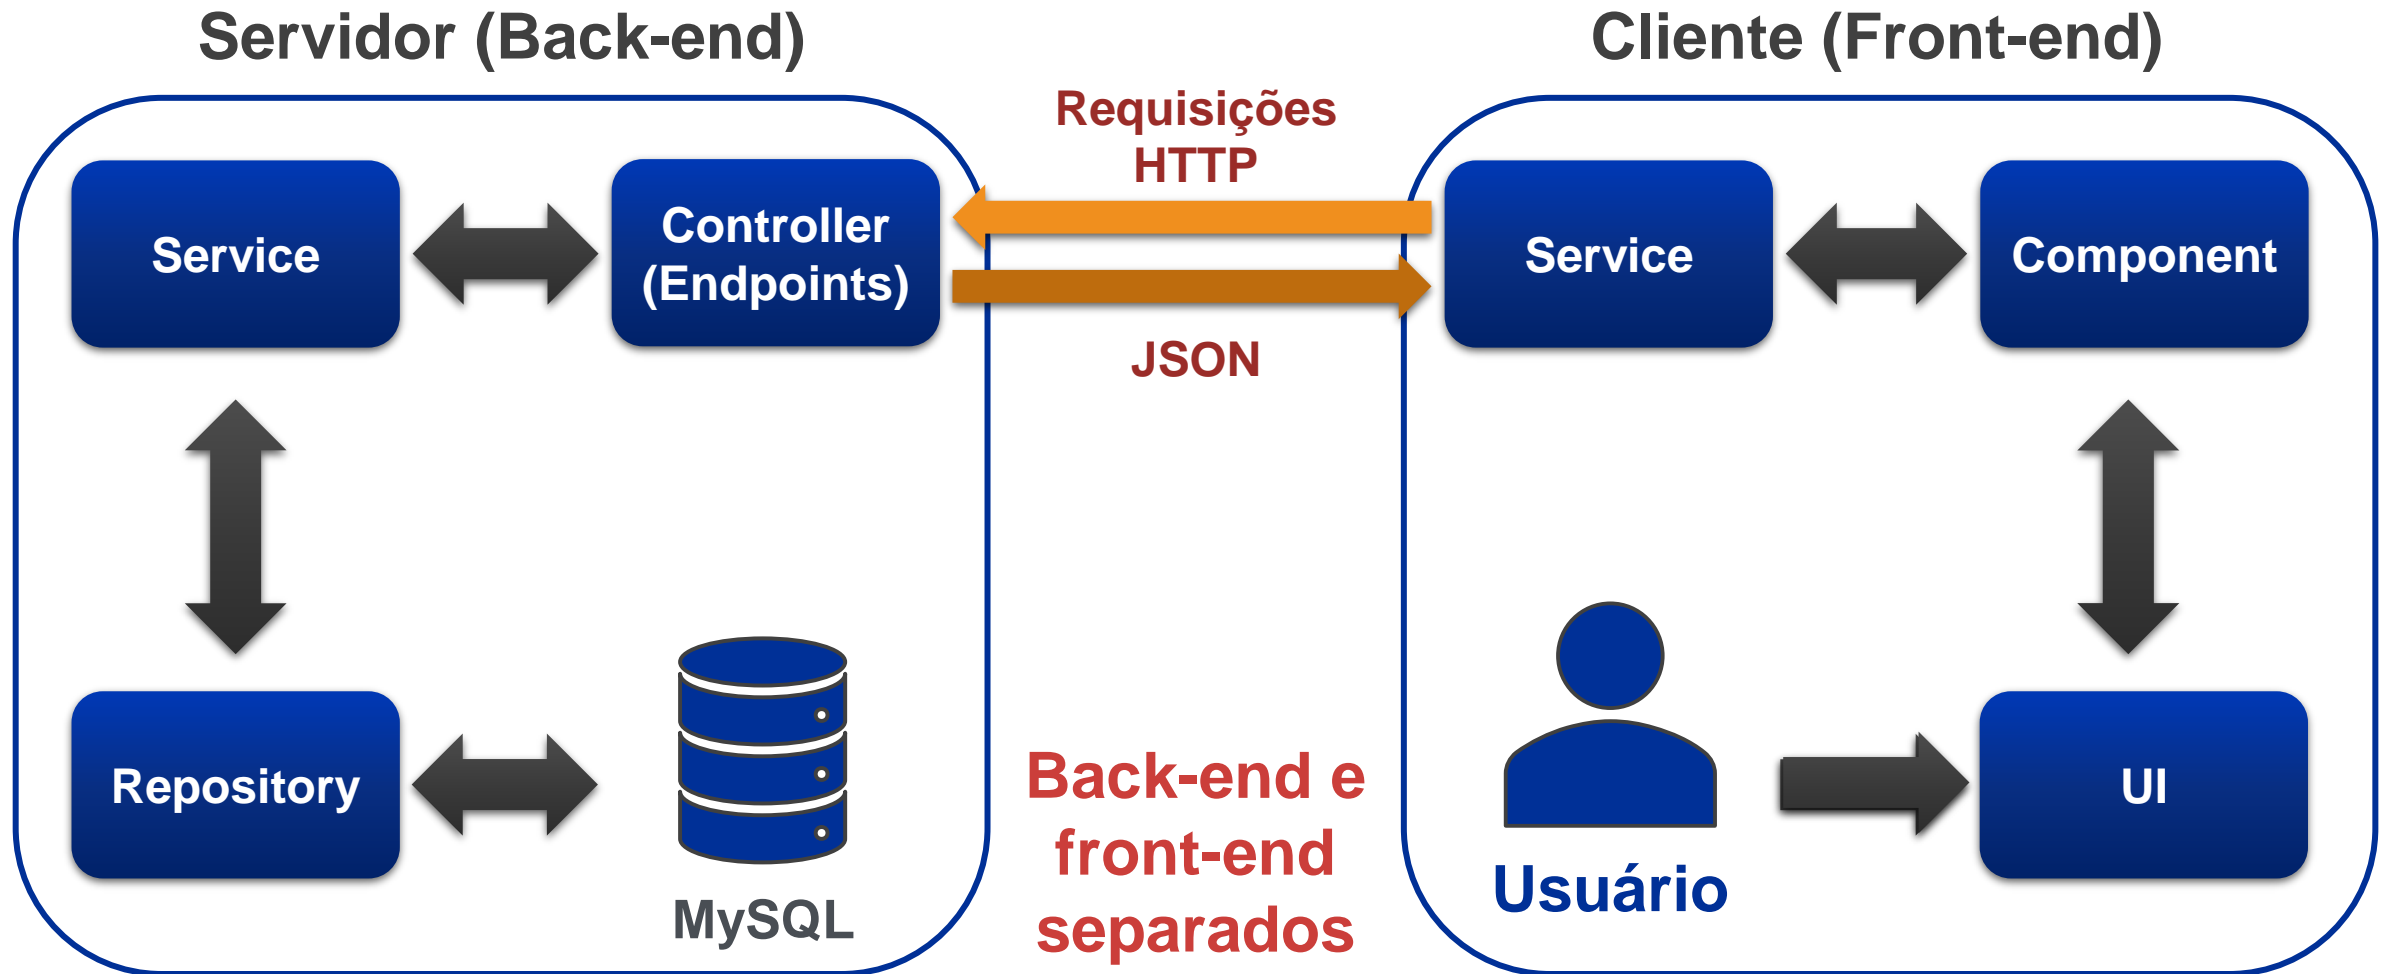 Servidor (Back-end)
Cliente (Front-end)
Requisições
HTTP
Service
Controller
(Endpoints)
Service
Component
JSON
Repository
MySQL
Back-end e
front-end
separados
Usuário
UI